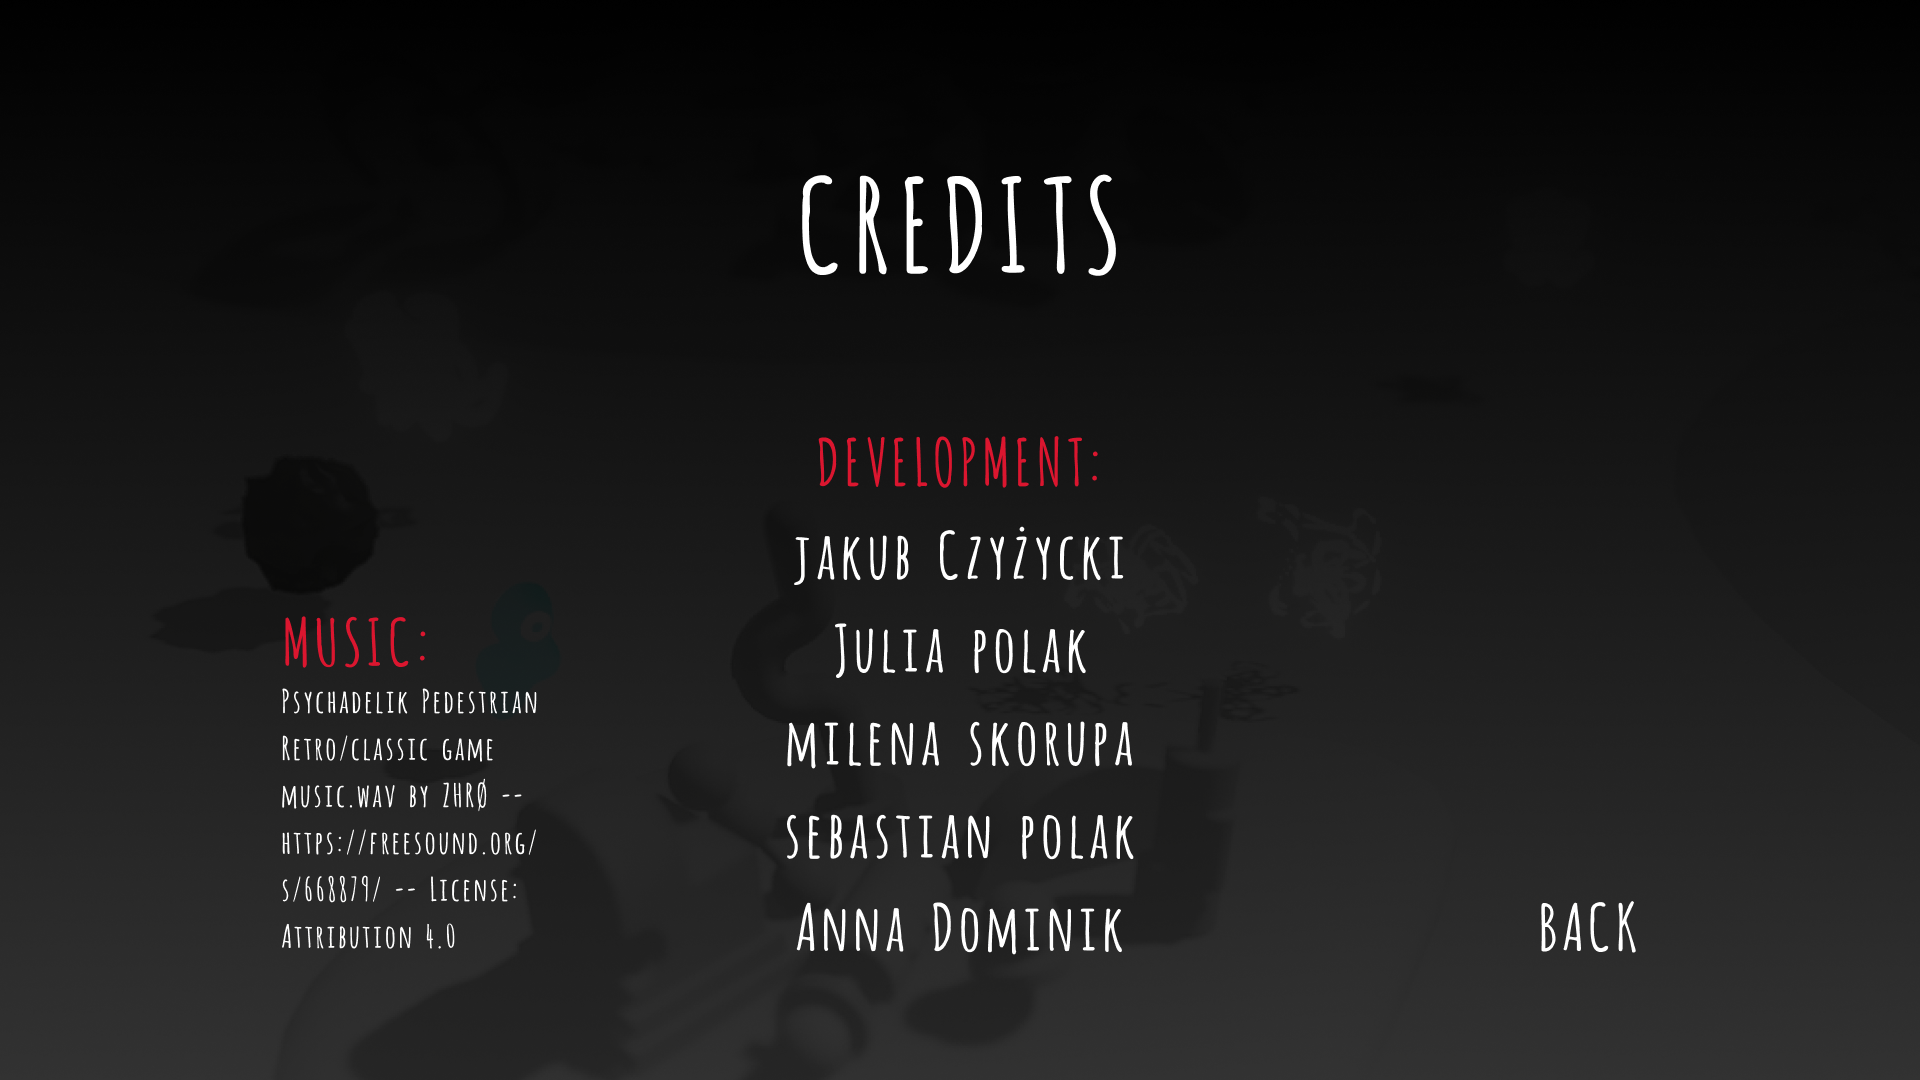 CREDITS
DEVELOPMENT:
JAKUB CZYŻYCKI
JULIA POLAK
MILENA SKORUPA
SEBASTIAN POLAK
ANNA DOMINIK
MUSIC:
PSYCHADELIK PEDESTRIAN
RETRO/CLASSIC GAME
MUSIC.WAV BY ZHRØ --
HTTPS://FREESOUND.ORG/
S/668879/ -- LICENSE:
ATTRIBUTION 4.0
BACK